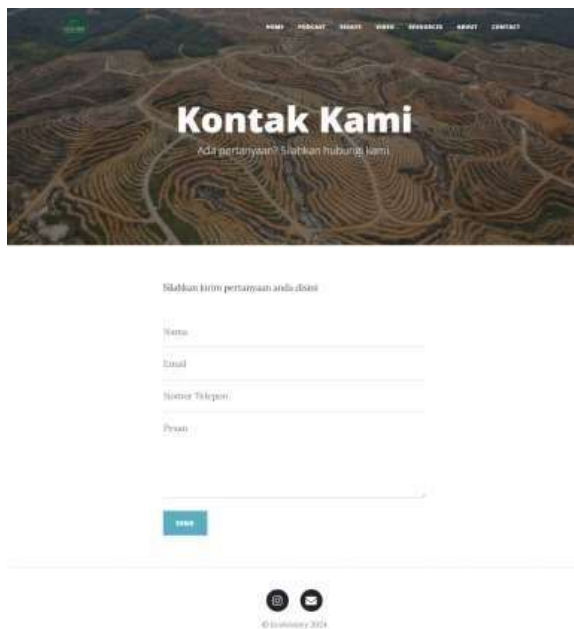 HOME PODCAST VIDEO RESOURCES ABOUT CONTACT
Kontak Kami
Ada pertanyaan? Silahkan hubungi kami.
Silahkan kirim pertanyaan anda disini
Nama
Email
Nomor Telepon
Pesan
SEND
2024